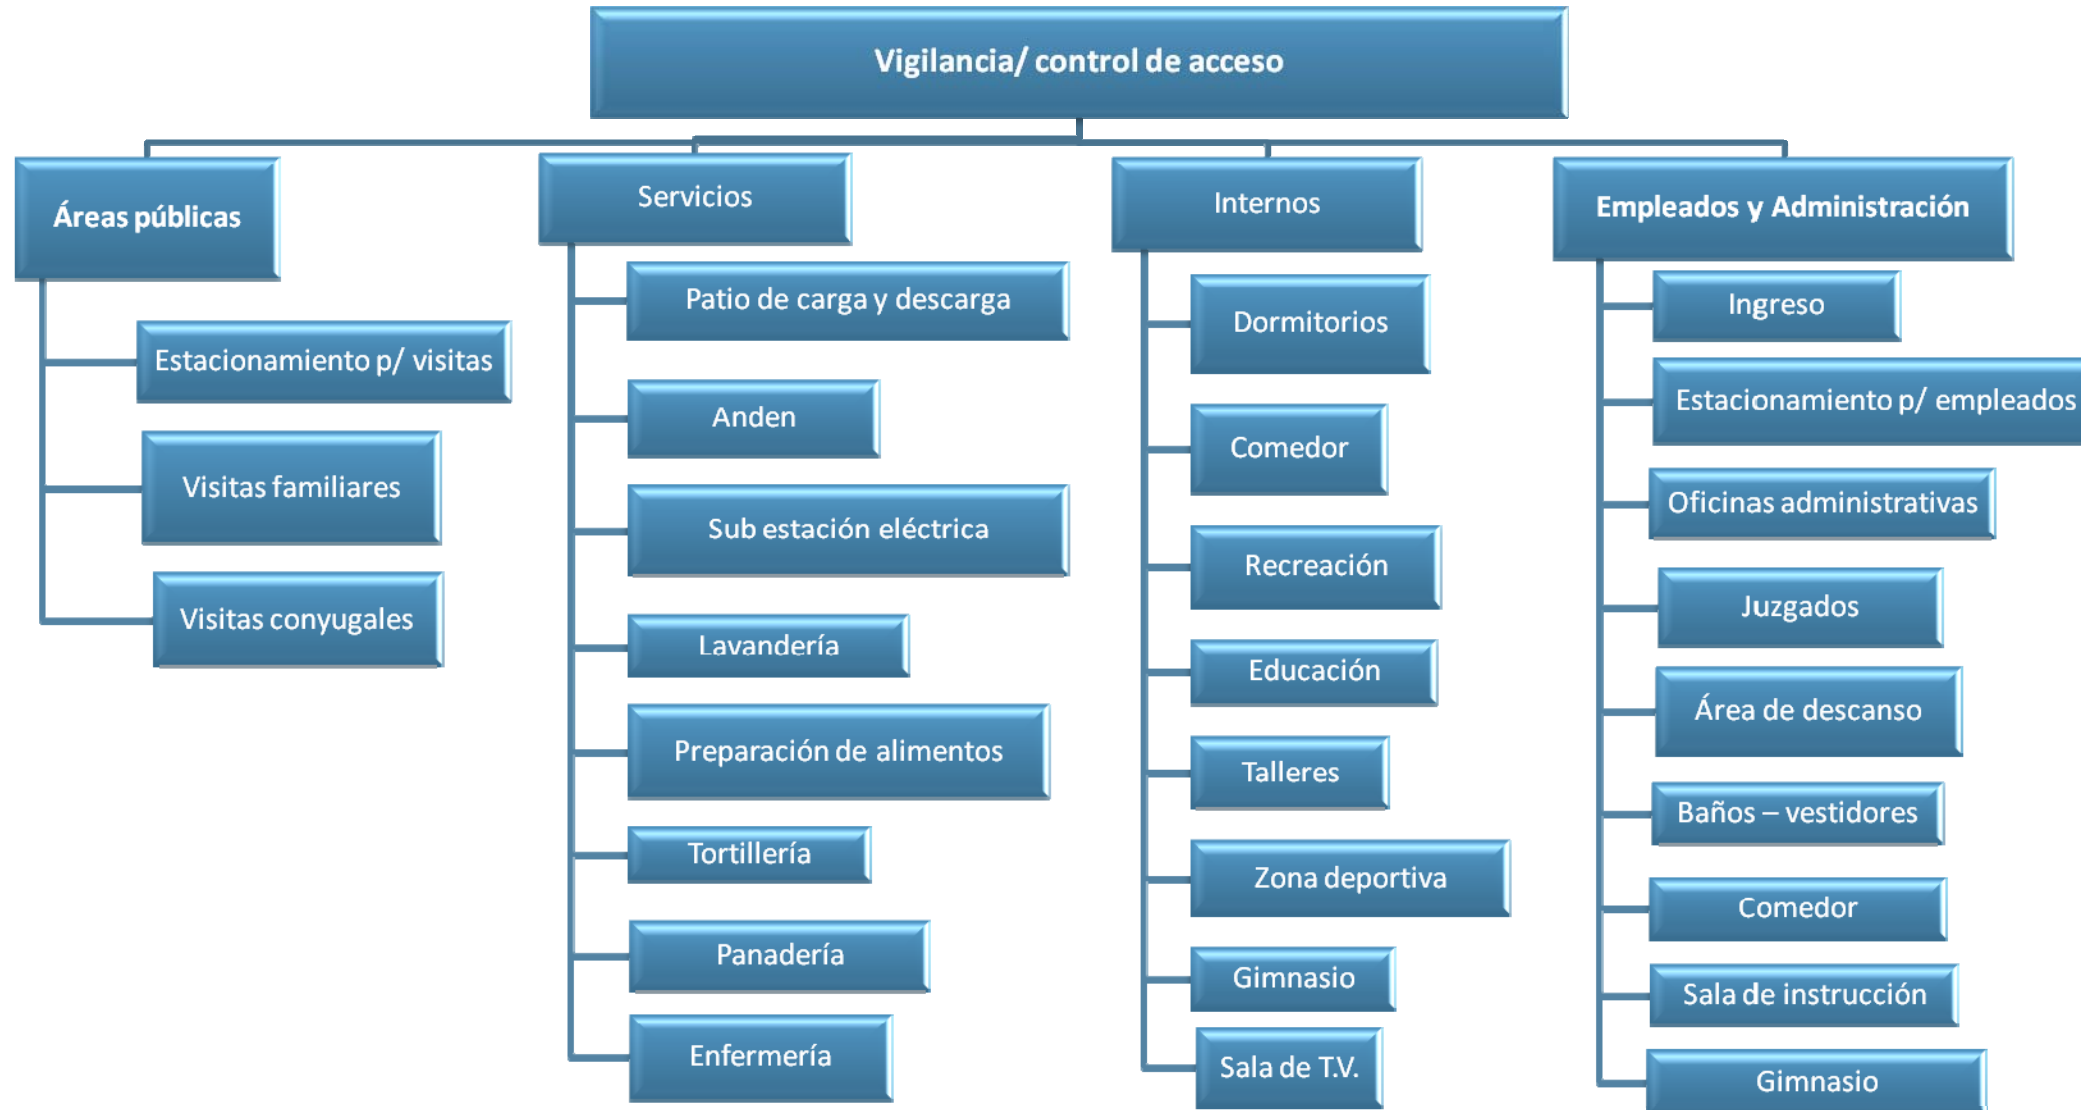 Vigilancia/ control de acceso
Áreas públicas
Estacionamiento p/ visitas
Visitas familiares
Visitas conyugales
Servicios
Patio de carga y descarga
Anden
Sub estación eléctrica
Lavandería
Preparación de alimentos
Tortillería
Panadería
Enfermería
Internos
Dormitorios
Comedor
Recreación
Educación
Talleres
Zona deportiva
Gimnasio
Sala de T.V.
Empleados y Administración
Ingreso
Estacionamiento p/ empleados
Oficinas administrativas
Juzgados
Área de descanso
Baños – vestidores
Comedor
Sala de instrucción
Gimnasio